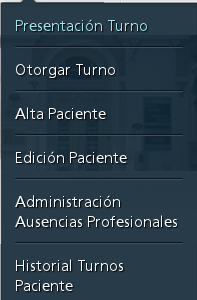 Presentación Turno
Otorgar Turno
Alta Paciente
Edición Paciente
Administración
Ausencias Profesionales
Historial Turnos
Paciente